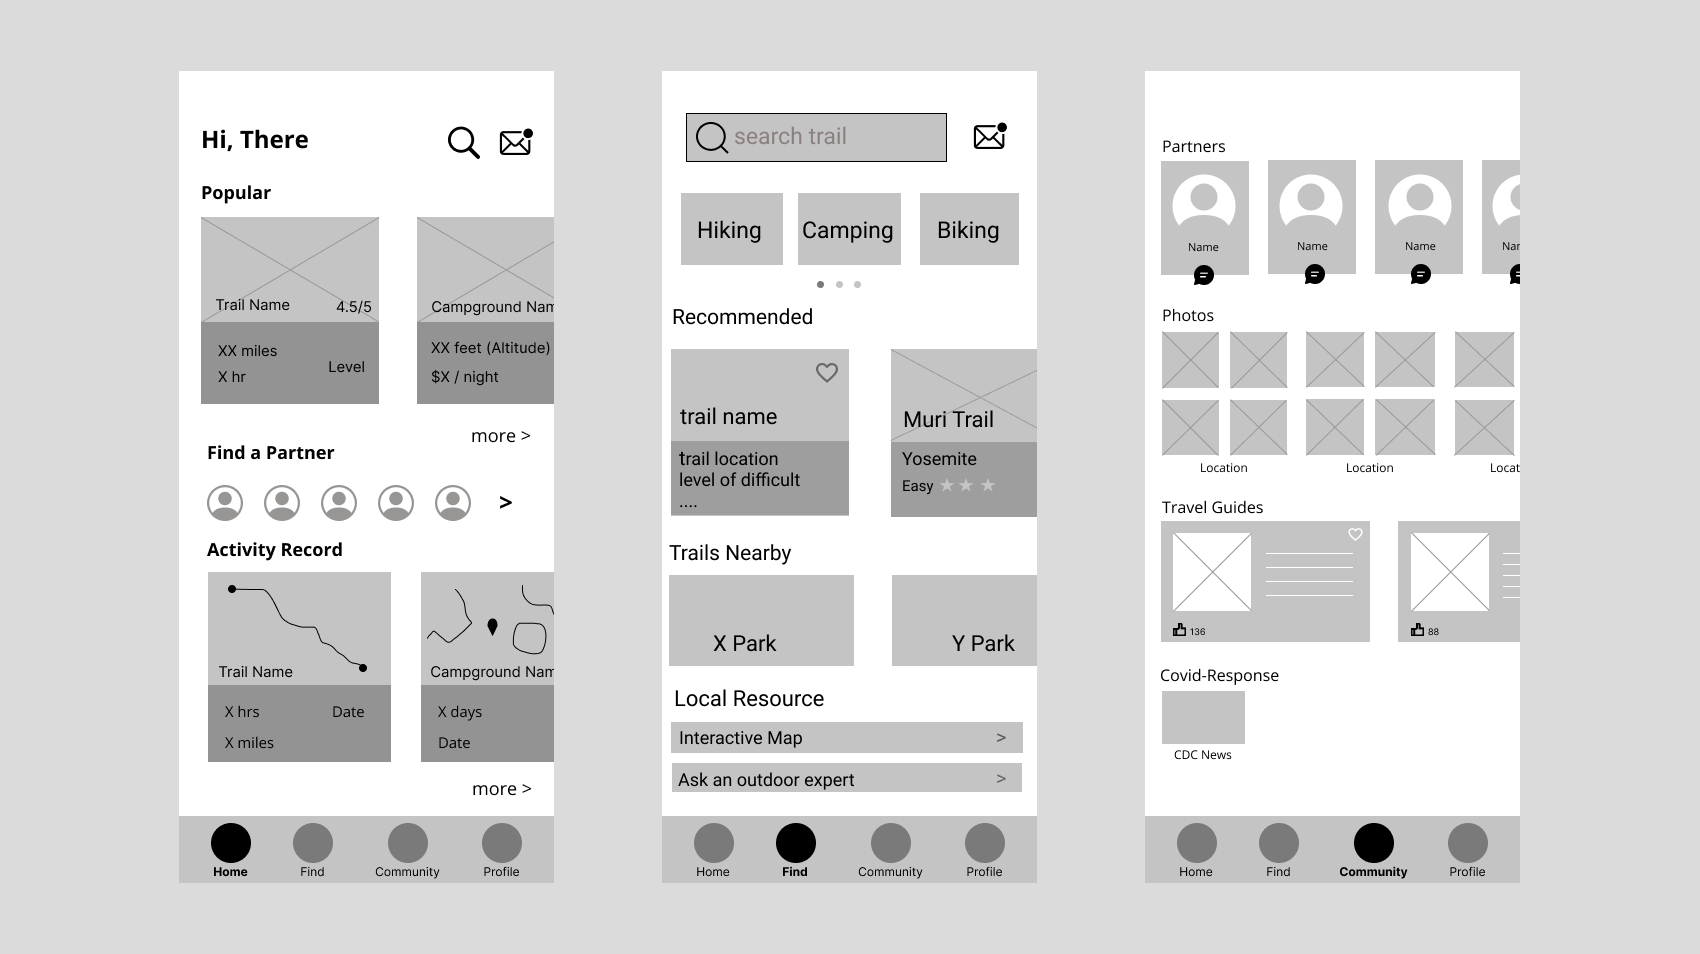 Hi, There
Popular
Trail Name 4.5/5
XX miles
X hr
Level
Campground Nam
XX feet (Altitude)
$X / night
more >
Find a Partner
>
Activity Record
Trail Name
X hrs Date
X miles
Campground Nam
X days
Date
more >
Home Find Community Profile
search trail
Hiking Camping Biking
Recommended
trail name
trail location
level of difficult
....
Muri Trail
Yosemite
Easy
Trails Nearby
X Park Y Park
Local Resource
Interactive Map >
Ask an outdoor expert >
Home Find Community Profile
Partners
Name Name Name Nar
Photos
Location Location Locat
Travel Guides
136 88
Covid-Response
CDC News
Home Find Community Profile